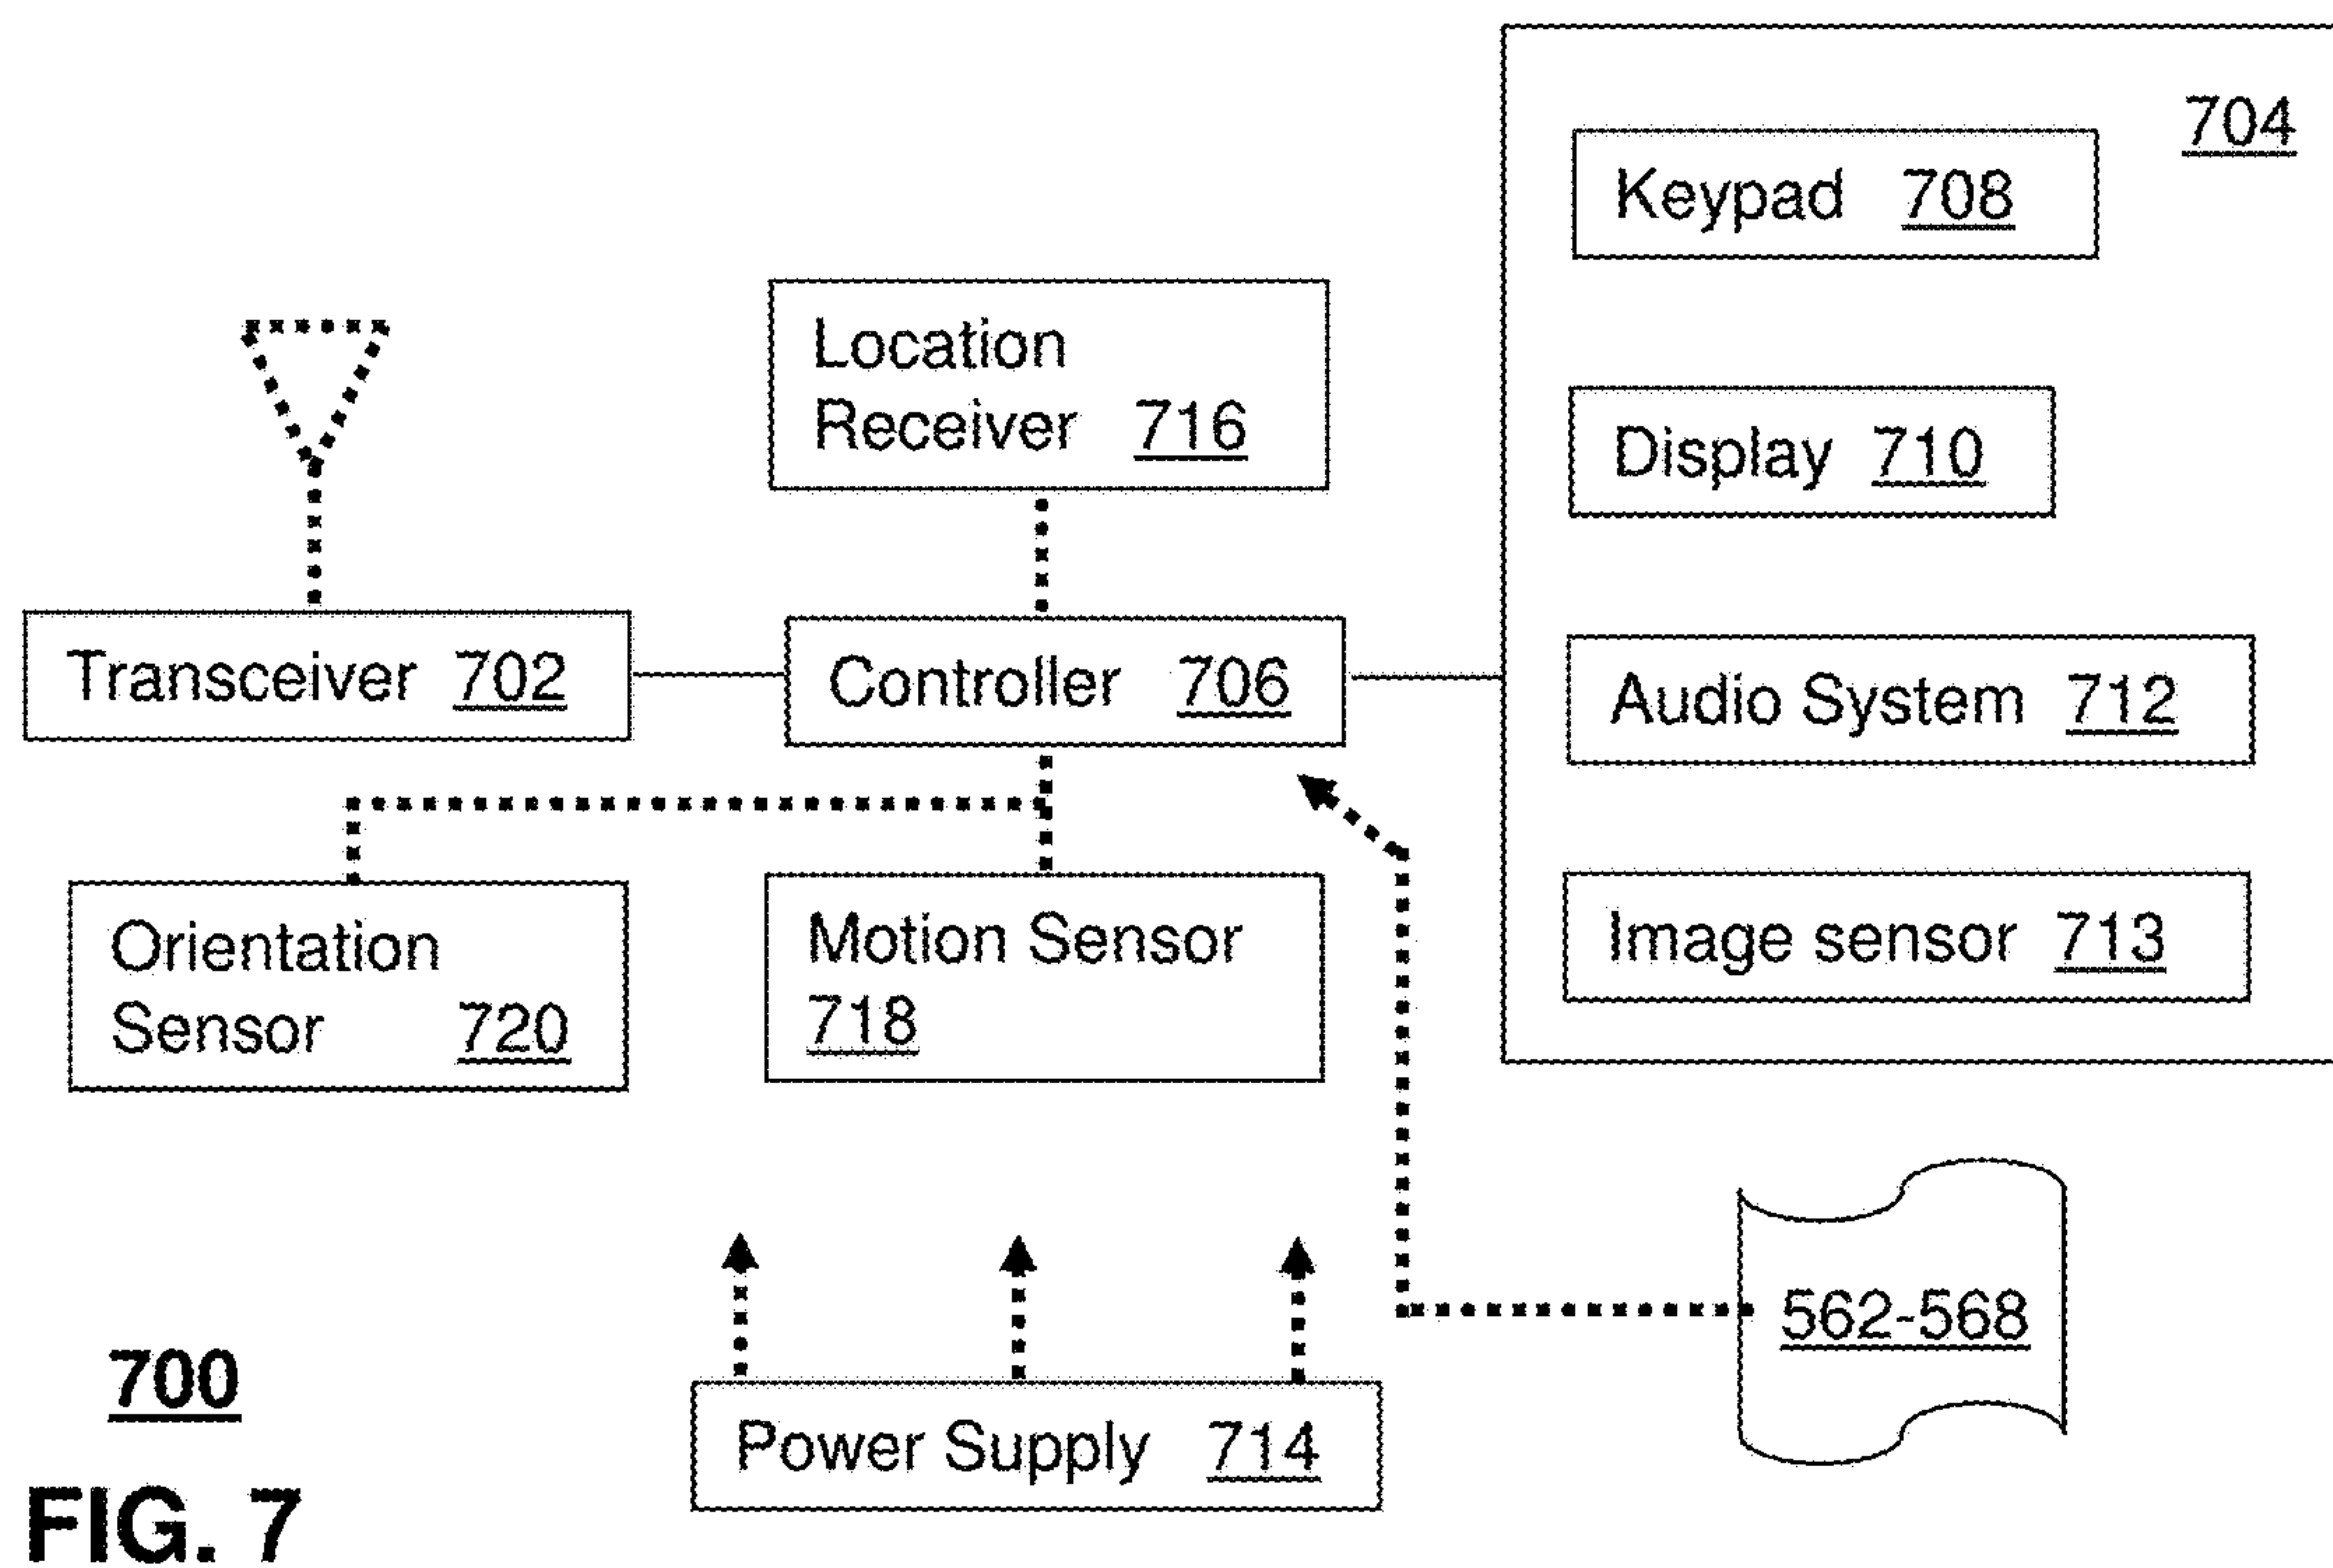 704
Keypad 708
Location
Receiver 716
Display 710
Transceiver 702
Controller 706
Audio System 712
Orientation
Sensor 720
Motion Sensor
718
Image sensor 713
562-568
700
Power Supply 714
FIG. 7